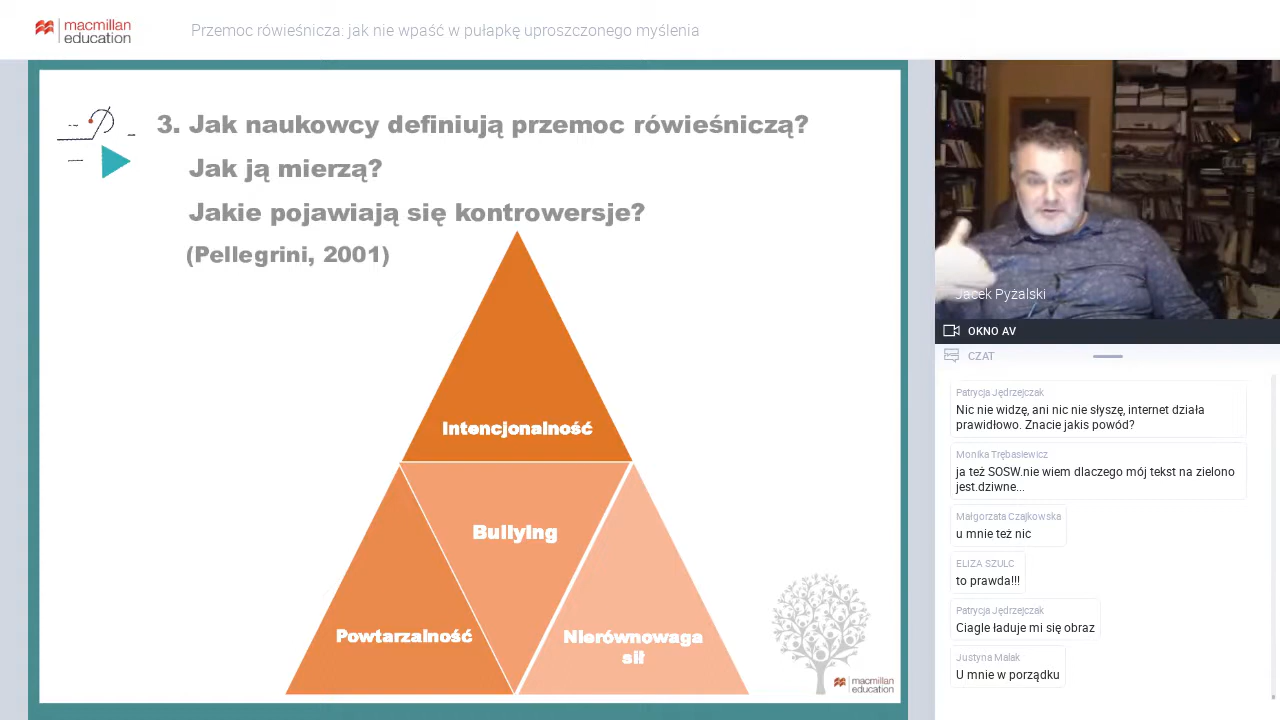 macmillan
education
Przemoc rówieśnicza: jak nie wpaść w pułapkę uproszczonego myślenia
3. Jak naukowcy definiują przemoc rówieśniczą?
Jak ją mierzą?
Jakie pojawiają się kontrowersje?
(Pellegrini, 2001)
Intencjonalność
Bullying
Powtarzalność
Nierównowaga
sił
macmillan
education
Jacek Pyżalski
OKNO AV
CZAT
Patrycja Jędrzejczak
Nic nie widzę, ani nic nie słyszę, internet działa
prawidłowo. Znacie jakis powód?
Monika Trębasiewicz
ja też SOSW.nie wiem dlaczego mój tekst na zielono
jest.dziwne...
Małgorzata Czajkowska
u mnie też nic
ELIZA SZULC
to prawda!!!
Patrycja Jędrzejczak
Ciagle ładuje mi się obraz
Justyna Malak
U mnie w porządku